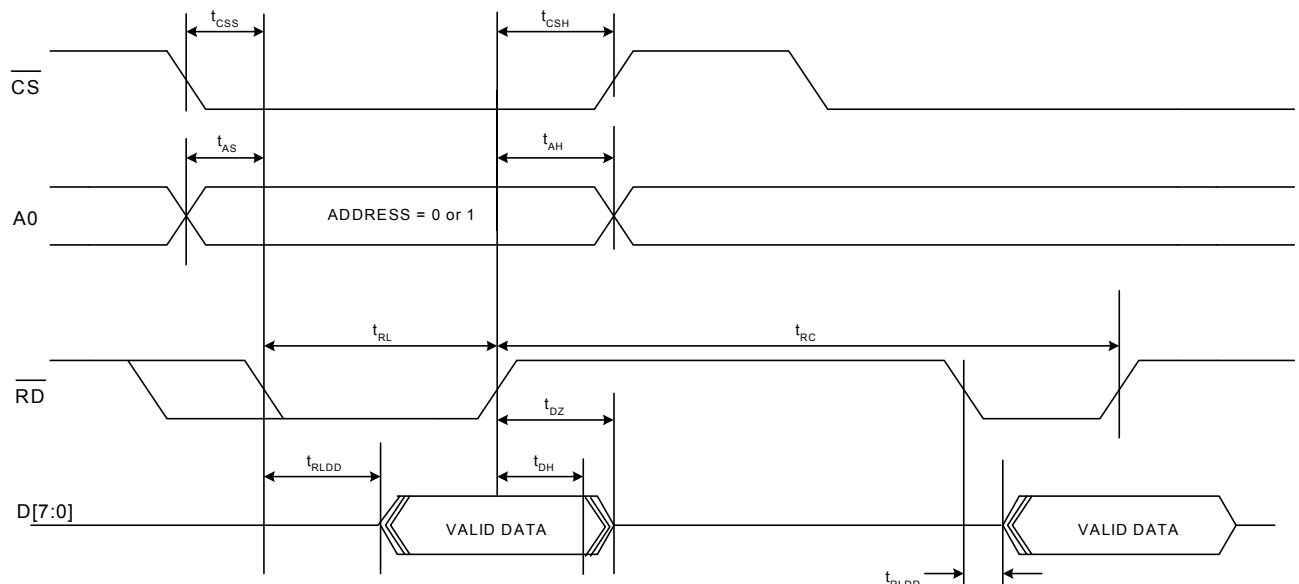 tCSS
tCSH
CS
tAS
tAH
A0
ADDRESS = 0 or 1
tRL
tRC
RD
tDZ
tRLDD
tDH
D[7:0]
VALID DATA
VALID DATA
tRLDD